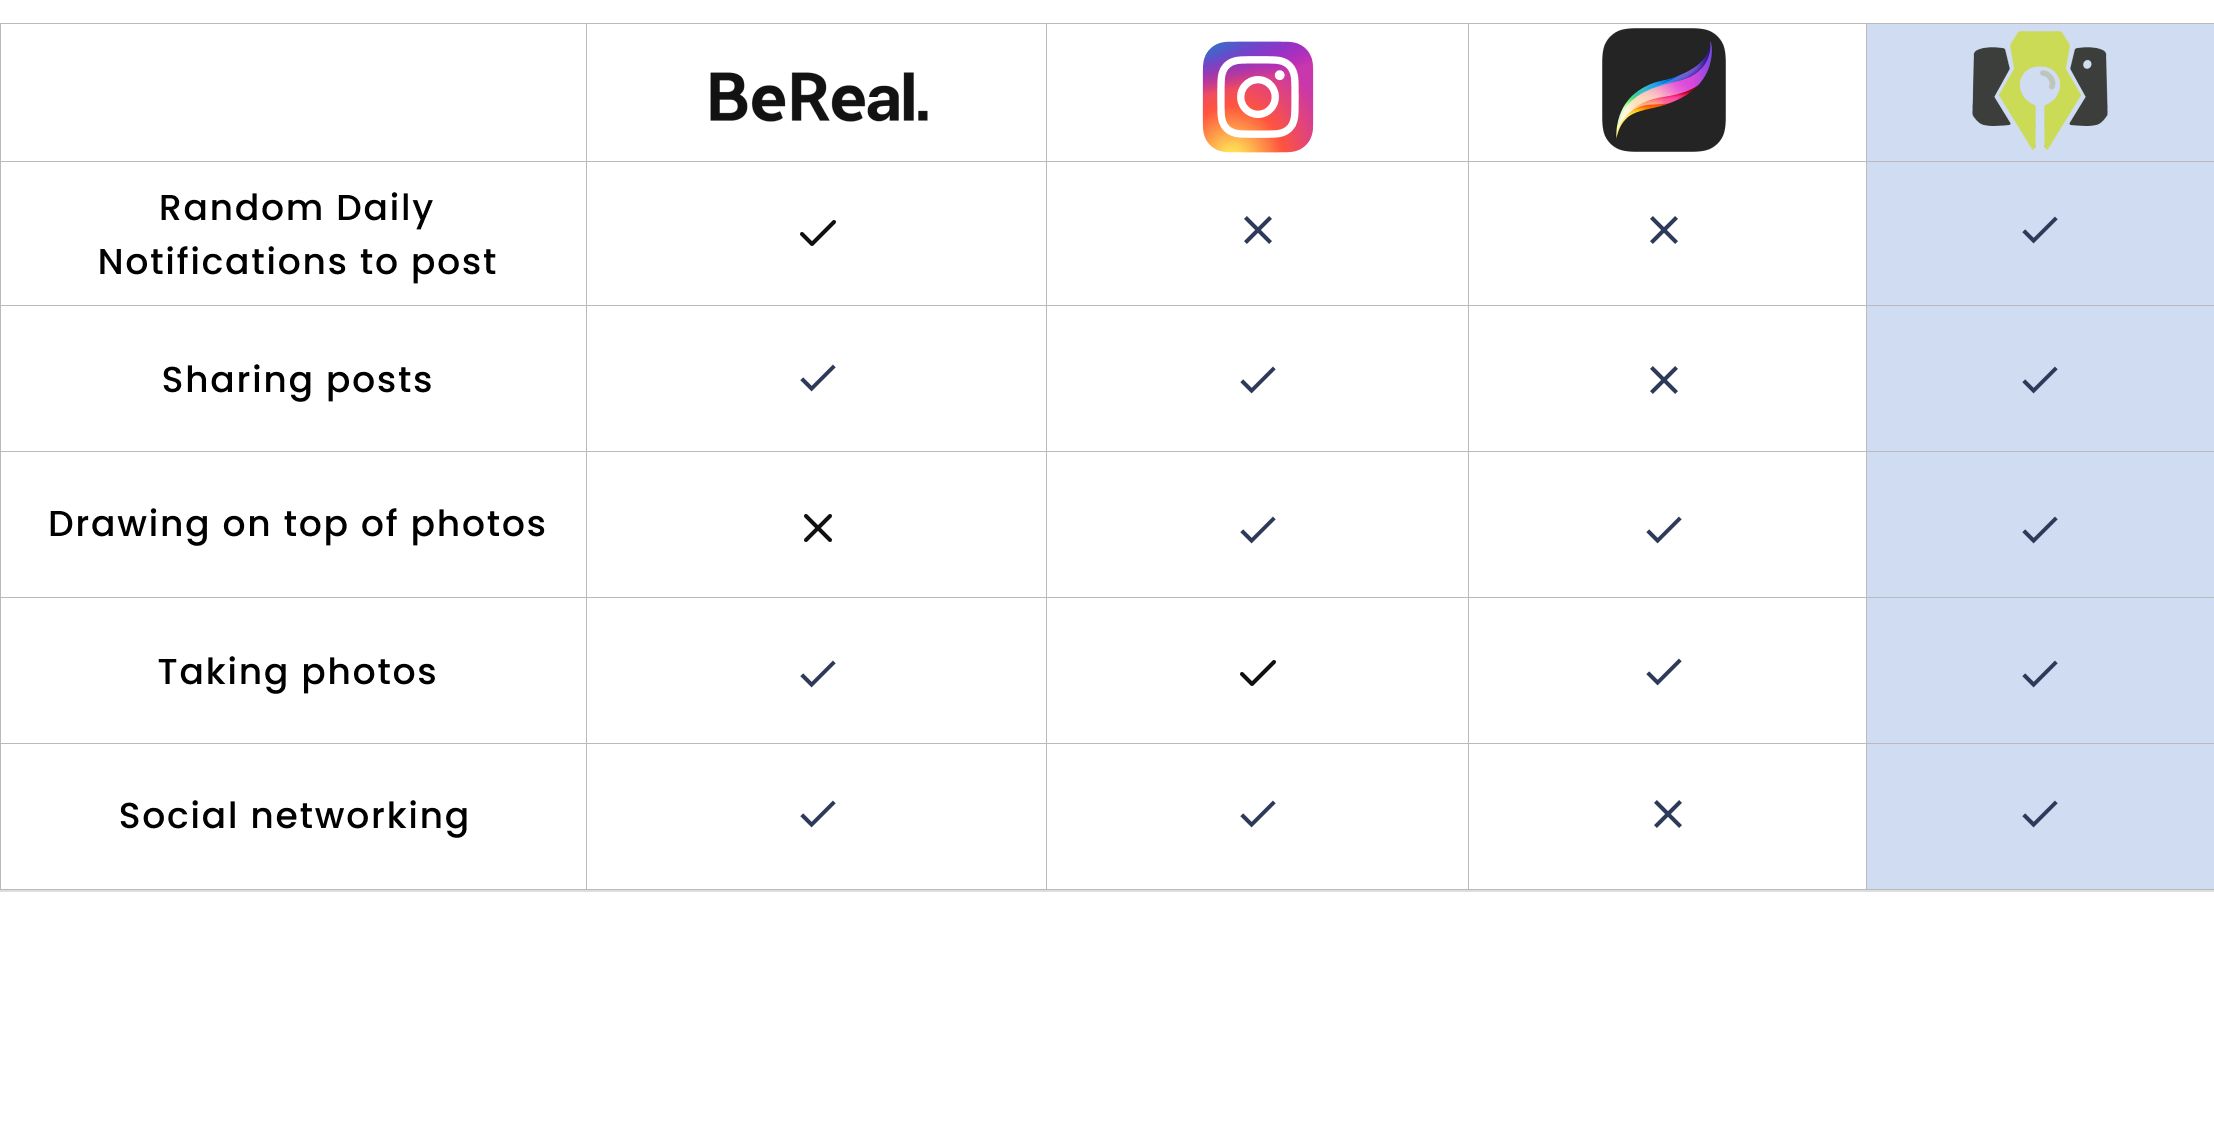 BeReal.
Random Daily
Notifications to post
Sharing posts
Drawing on top of photos
Taking photos
Social networking